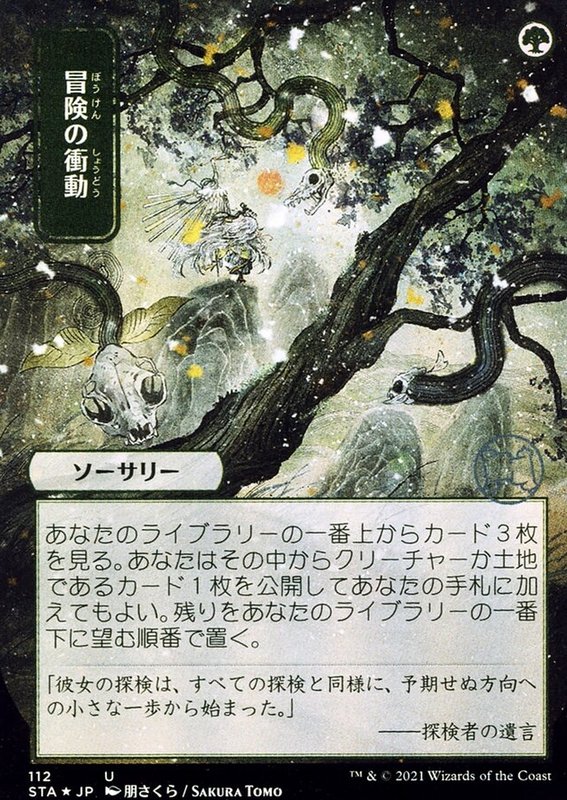 冒険の衝動
ぼうけん
しょうどう
ソーサリー
あなたのライブラリーの一番上からカード3枚
を見る。あなたはその中からクリーチャーか土地
であるカード1枚を公開してあなたの手札に加
えてもよい。残りをあなたのライブラリーの一番
下に望む順番で置く。
「彼女の探検は、すべての探検と同様に、予期せぬ方向へ
の小さな一歩から始まった。」
——探検者の遺言
112 U
STA ★ JP 朋さくら / SAKURA TOMO
™ & © 2021 Wizards of the Coast